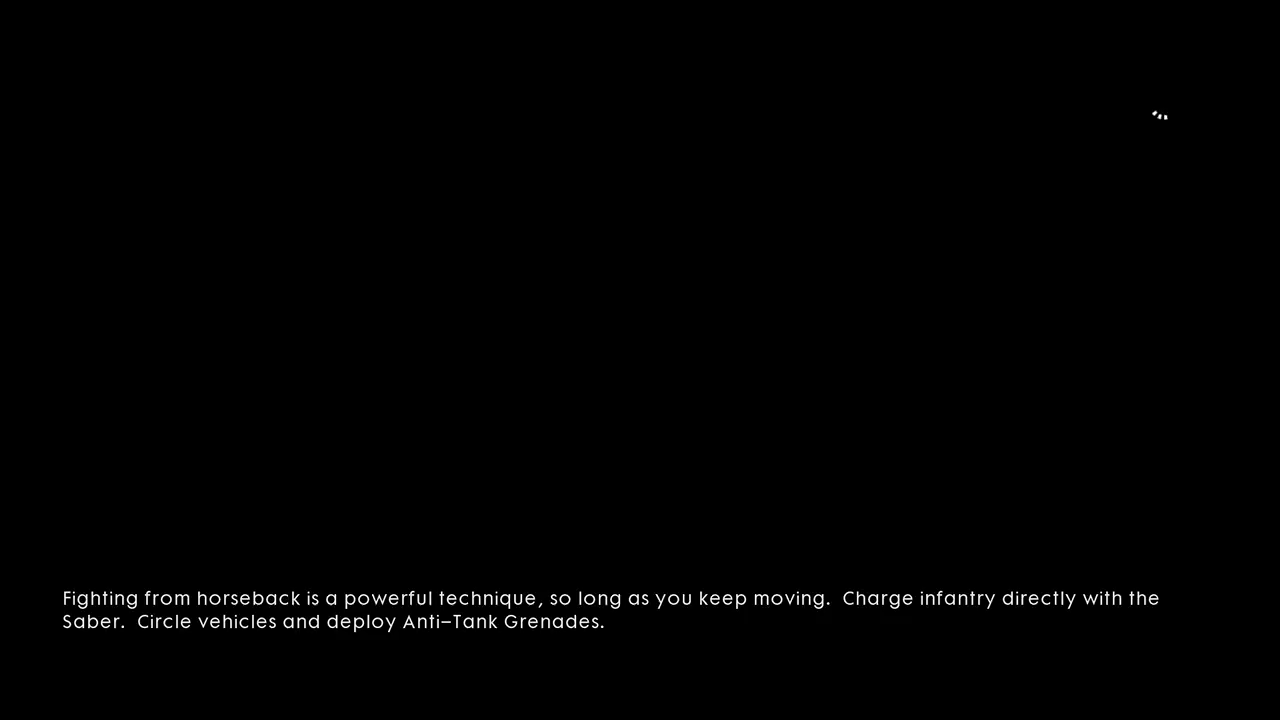 Fighting from horseback is a powerful technique, so long as you keep moving.  Charge infantry directly with the
Saber.  Circle vehicles and deploy Anti-Tank Grenades.